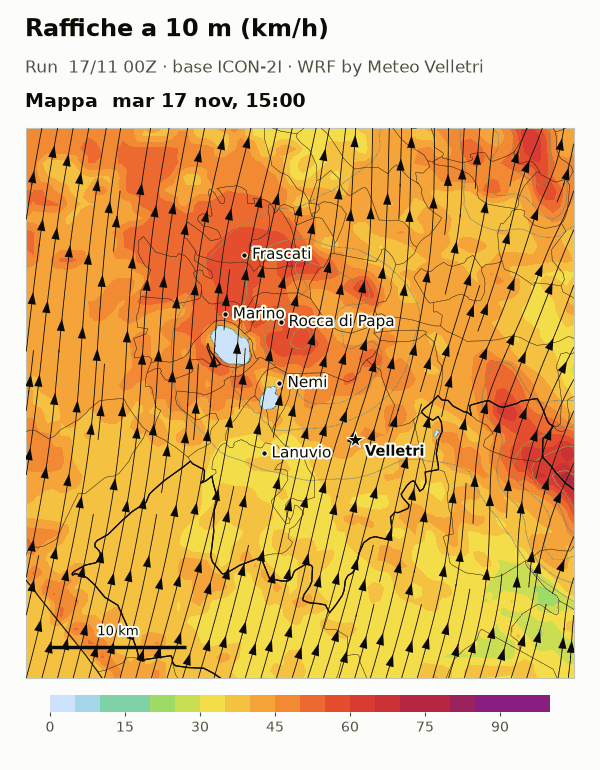 Raffiche a 10 m (km/h)
Run  17/11 00Z · base ICON-2I · WRF by Meteo Velletri
Mappa  mar 17 nov, 15:00
Frascati
Marino
Rocca di Papa
Nemi
Velletri
Lanuvio
10 km
0 15 30 45 60 75 90